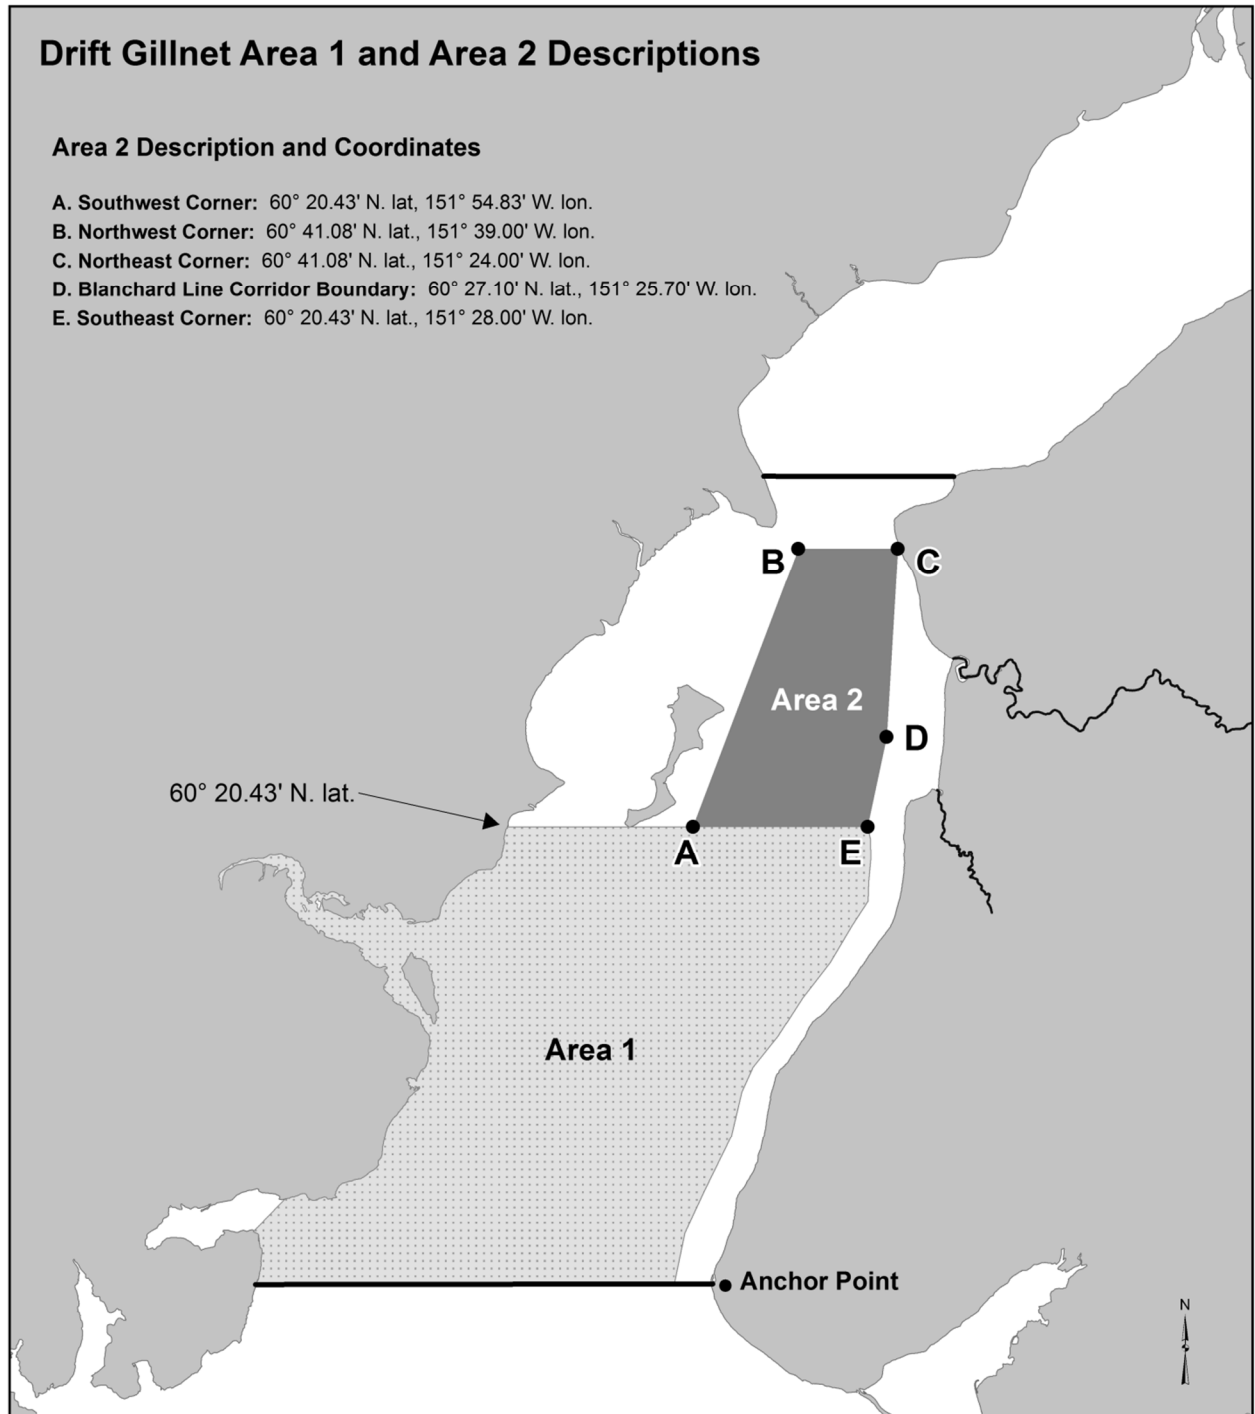 Drift Gillnet Area 1 and Area 2 Descriptions
Area 2 Description and Coordinates
A. Southwest Corner: 60° 20.43' N. lat, 151° 54.83' W. lon.
B. Northwest Corner: 60° 41.08' N. lat., 151° 39.00' W. lon.
C. Northeast Corner: 60° 41.08' N. lat., 151° 24.00' W. lon.
D. Blanchard Line Corridor Boundary: 60° 27.10' N. lat., 151° 25.70' W. lon.
E. Southeast Corner: 60° 20.43' N. lat., 151° 28.00' W. lon.
B
C
Area 2
D
60° 20.43' N. lat.
A
E
Area 1
Anchor Point
N